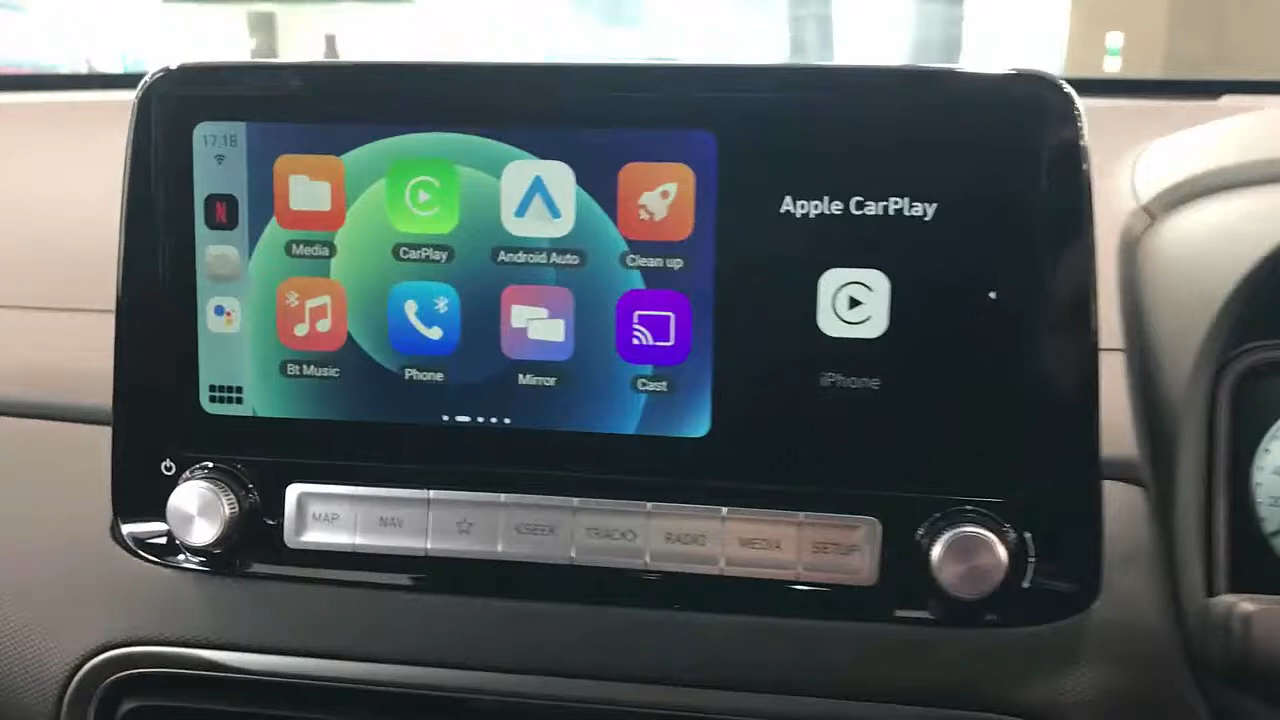 17:18
N
Media
CarPlay
Android Auto
Clean up
Bt Music
Phone
Mirror
Cast
Apple CarPlay
iPhone
MAP
NAV
<SEEK
TRACK>
RADIO
MEDIA
SETUP